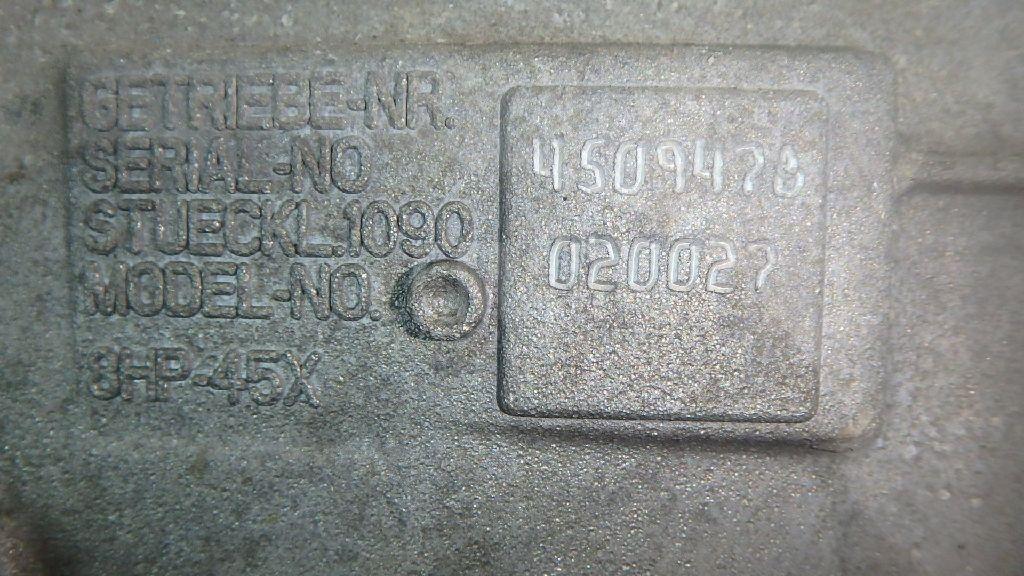 GETRIEBE-NR.
SERIAL-NO
STUECKL.1090
MODEL-NO.
8HP-45X
4509478
020027